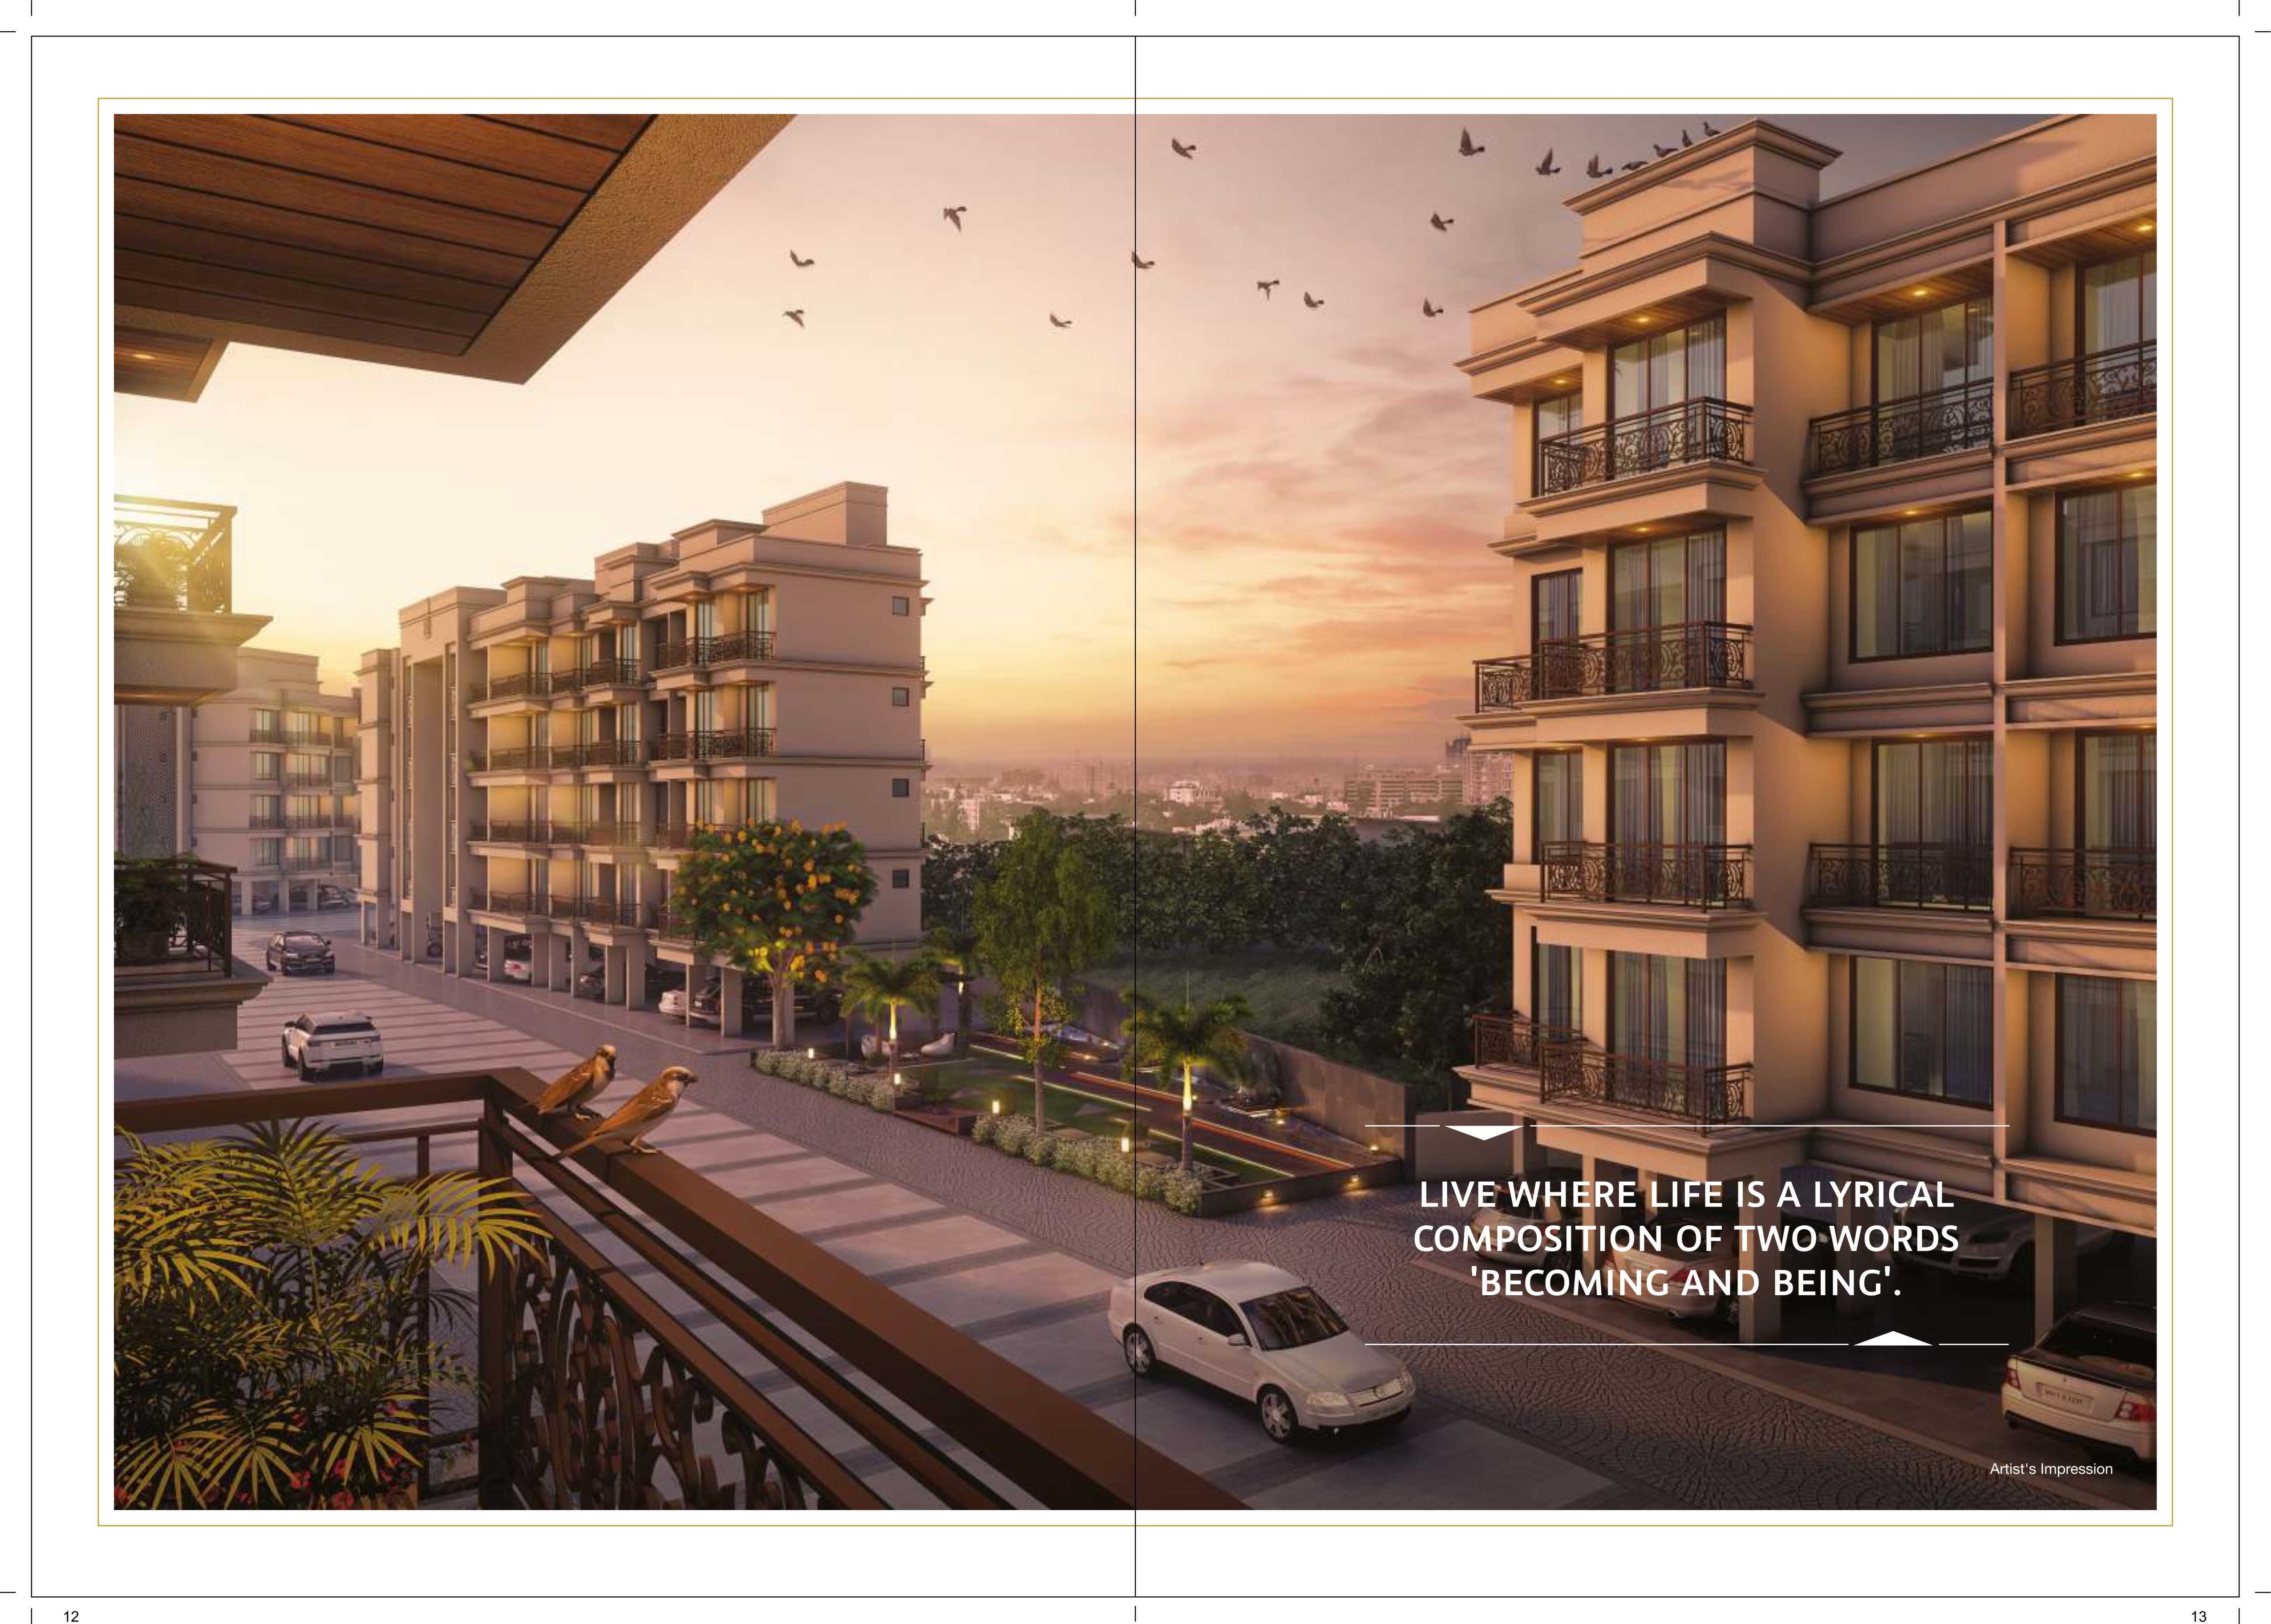 LIVE WHERE LIFE IS A LYRICAL
COMPOSITION OF TWO WORDS
'BECOMING AND BEING'.
Artist's Impression
12
13